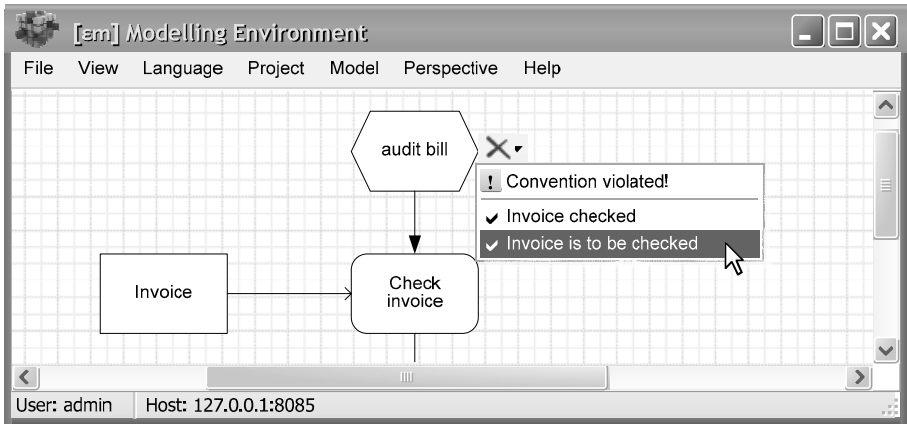 [εm] Modelling Environment
File View Language Project Model Perspective Help
audit bill
! Convention violated!
Invoice checked
Invoice is to be checked
Invoice
Check
invoice
User: admin Host: 127.0.0.1:8085